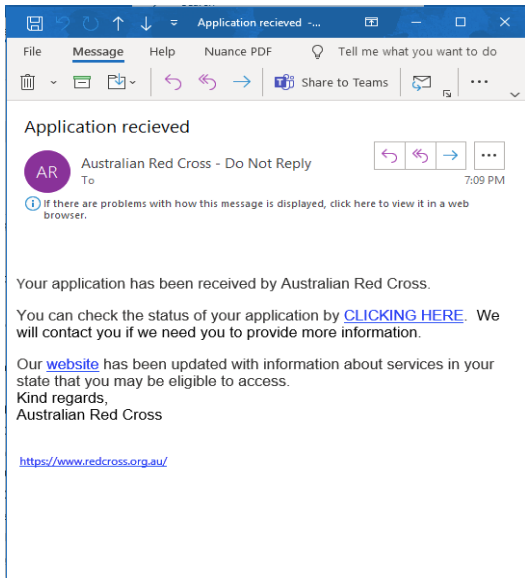 Application recieved -...
File Message Help Nuance PDF Tell me what you want to do
Share to Teams
Application recieved
AR
Australian Red Cross - Do Not Reply
To
7:09 PM
If there are problems with how this message is displayed, click here to view it in a web
browser.
Your application has been received by Australian Red Cross.
You can check the status of your application by CLICKING HERE. We
will contact you if we need you to provide more information.
Our website has been updated with information about services in your
state that you may be eligible to access.
Kind regards,
Australian Red Cross
https://www.redcross.org.au/